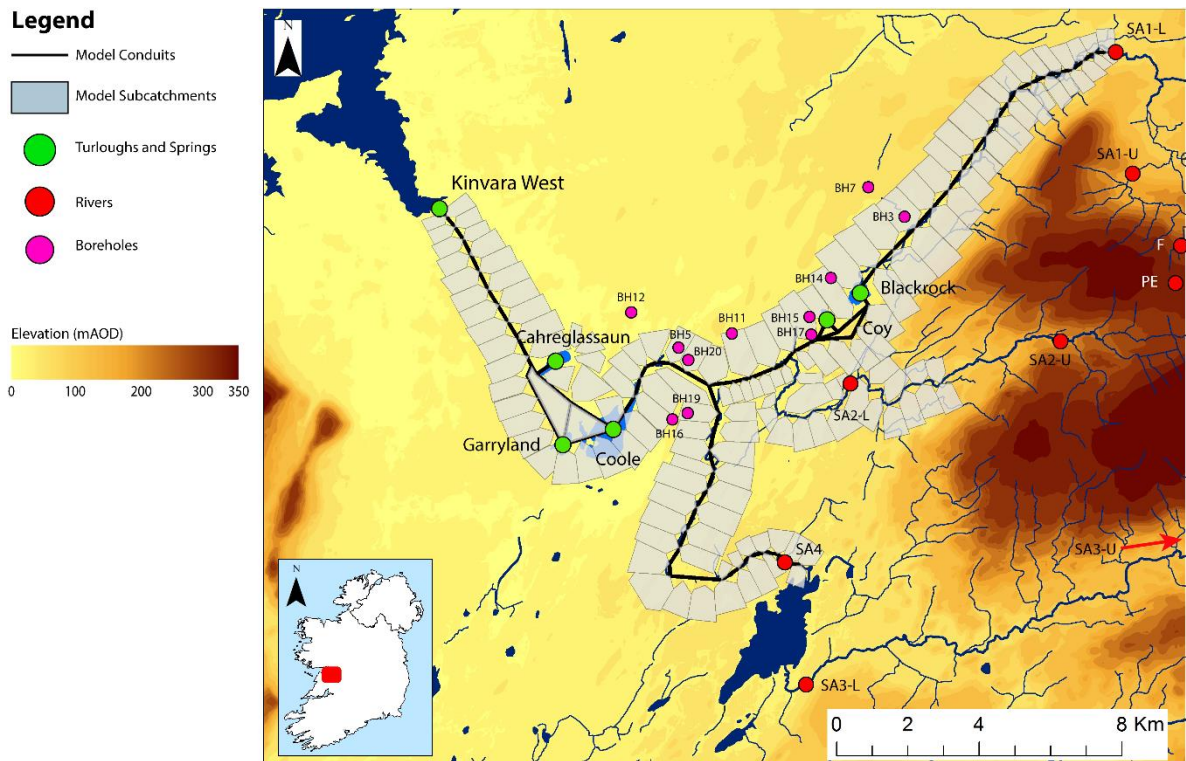 Legend
Model Conduits
Model Subcatchments
Turloughs and Springs
Rivers
Boreholes
Elevation (mAOD)
0 100 200 300 350
N
SA1-L
SA1-U
BH7
Kinvara West
BH3
F
BH14
PE
Blackrock
BH12
BH15
Coy
BH11
BH17
SA2-U
BH5
Cahreglassaun
BH20
SA2-L
BH19
BH16
Garryland
Coole
SA4
SA3-U
N
SA3-L
0 2 4 6 8 Km